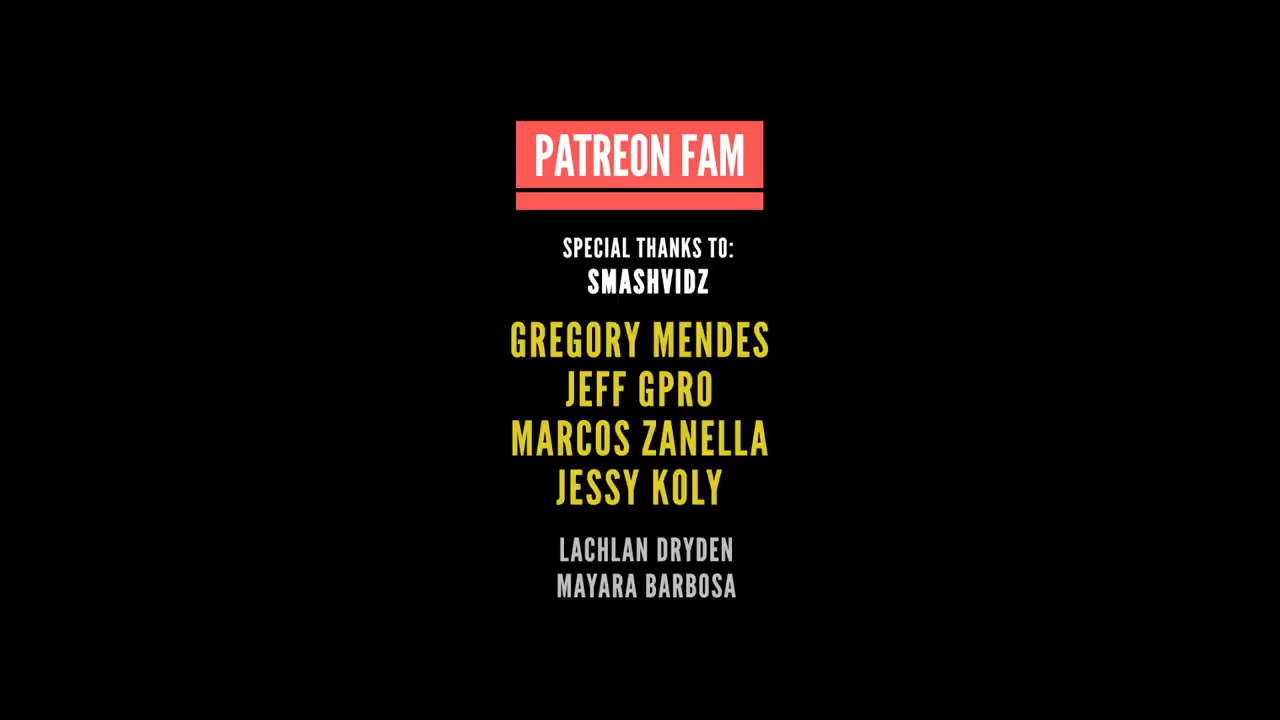 PATREON FAM
SPECIAL THANKS TO:
SMASHVIDZ
GREGORY MENDES
JEFF GPRO
MARCOS ZANELLA
JESSY KOLY
LACHLAN DRYDEN
MAYARA BARBOSA